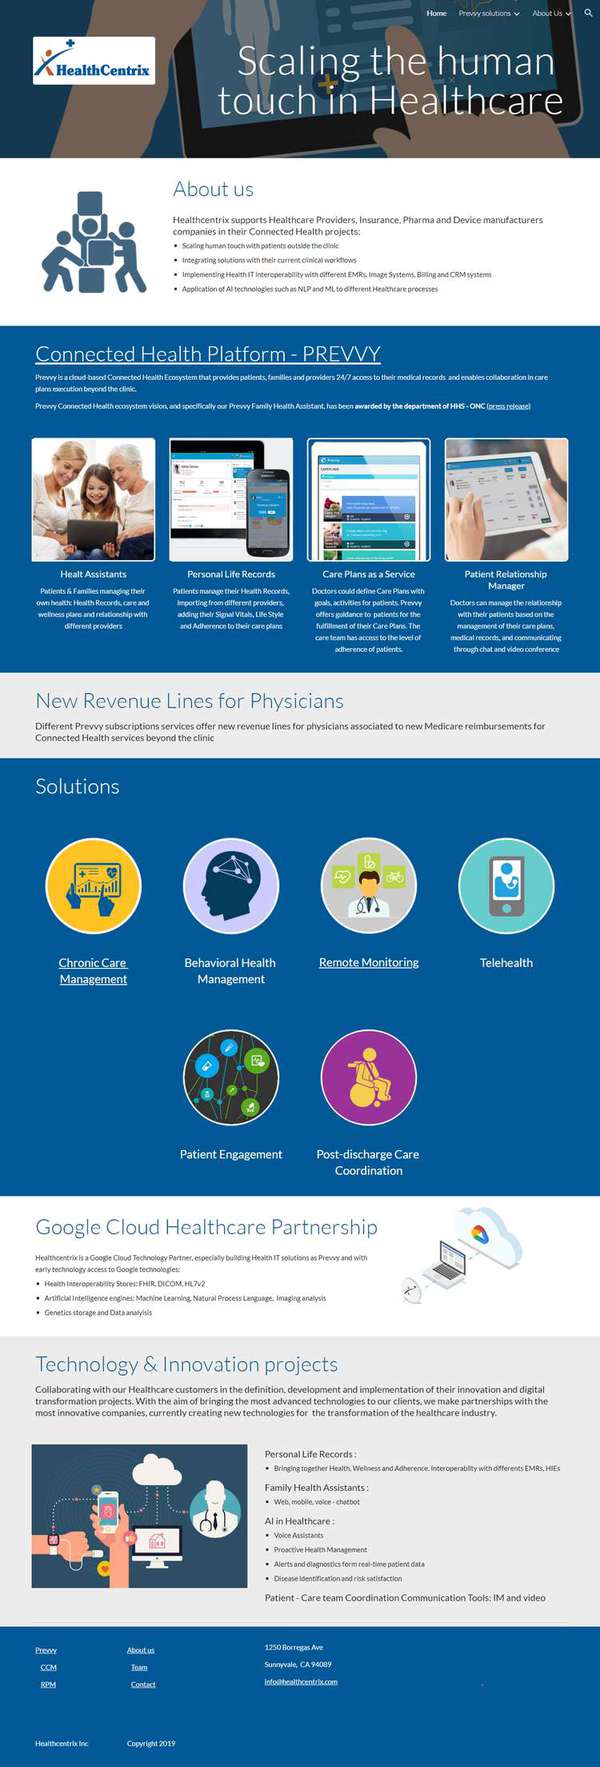 Home Prevvy solutions About Us
HealthCentrix
Scaling the human
touch in Healthcare
About us
Healthcentrix supports Healthcare Providers, Insurance, Pharma and Device manufacturers
companies in their Connected Health projects:
Scaling human touch with patients outside the clinic
Integrating solutions with their current clinical workflows
Implementing Health IT Interoperability with different EMRs, Image Systems, Billing and CRM systems
Application of AI technologies such as NLP and ML to different Healthcare processes
Connected Health Platform - PREVVY
Prevvy is a cloud-based Connected Health Ecosystem that provides patients, families and providers 24/7 access to their medical records and enables collaboration in care
plans execution beyond the clinic.
Prevvy Connected Health ecosystem vision, and specifically our Prevvy Family Health Assistant, has been awarded by the department of HHS - ONC (press release)
Healt Assistants
Patients & Families managing their
own health: Health Records, care and
wellness plans and relationship with
different providers
Personal Life Records
Patients manage their Health Records,
importing from different providers,
adding their Signal Vitals, Life Style
and Adherence to their care plans
Care Plans as a Service
Doctors could define Care Plans with
goals, activities for patients. Prevvy
offers guidance to patients for the
fulfillment of their Care Plans. The
care team has access to the level of
adherence of patients.
Patient Relationship
Manager
Doctors can manage the relationship
with their patients based on the
management of their care plans,
medical records, and communicating
through chat and video conference
New Revenue Lines for Physicians
Different Prevvy subscriptions services offer new revenue lines for physicians associated to new Medicare reimbursements for
Connected Health services beyond the clinic
Solutions
Chronic Care
Management
Behavioral Health
Management
Remote Monitoring
Telehealth
Patient Engagement
Post-discharge Care
Coordination
Google Cloud Healthcare Partnership
Healthcentrix is a Google Cloud Technology Partner, especially building Health IT solutions as Prevvy and with
early technology access to Google technologies:
Health Interoperability Stores: FHIR, DICOM, HL7v2
Artificial Intelligence engines: Machine Learning, Natural Process Language, Imaging analysis
Genetics storage and Data analyisis
Technology & Innovation projects
Collaborating with our Healthcare customers in the definition, development and implementation of their innovation and digital
transformation projects. With the aim of bringing the most advanced technologies to our clients, we make partnerships with the
most innovative companies, currently creating new technologies for the transformation of the healthcare industry.
Personal Life Records :
Bringing together Health, Wellness and Adherence. Interoperablity with differents EMRs, HIEs
Family Health Assistants :
Web, mobile, voice - chatbot
AI in Healthcare :
Voice Assistants
Proactive Health Management
Alerts and diagnostics form real-time patient data
Disease Identification and risk satisfaction
Patient - Care team Coordination Communication Tools: IM and video
Prevvy
CCM
RPM
About us
Team
Contact
1250 Borregas Ave
Sunnyvale, CA 94089
info@healthcentrix.com
Healthcentrix Inc Copyright 2019